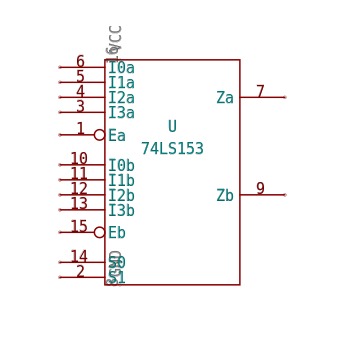 VCC
16
6 I0a
5 I1a
4 I2a
3 I3a
Za 7
1 Ea
U
74LS153
10 I0b
11 I1b
12 I2b
13 I3b
Zb 9
15 Eb
14 S0
2 S1
8
GND